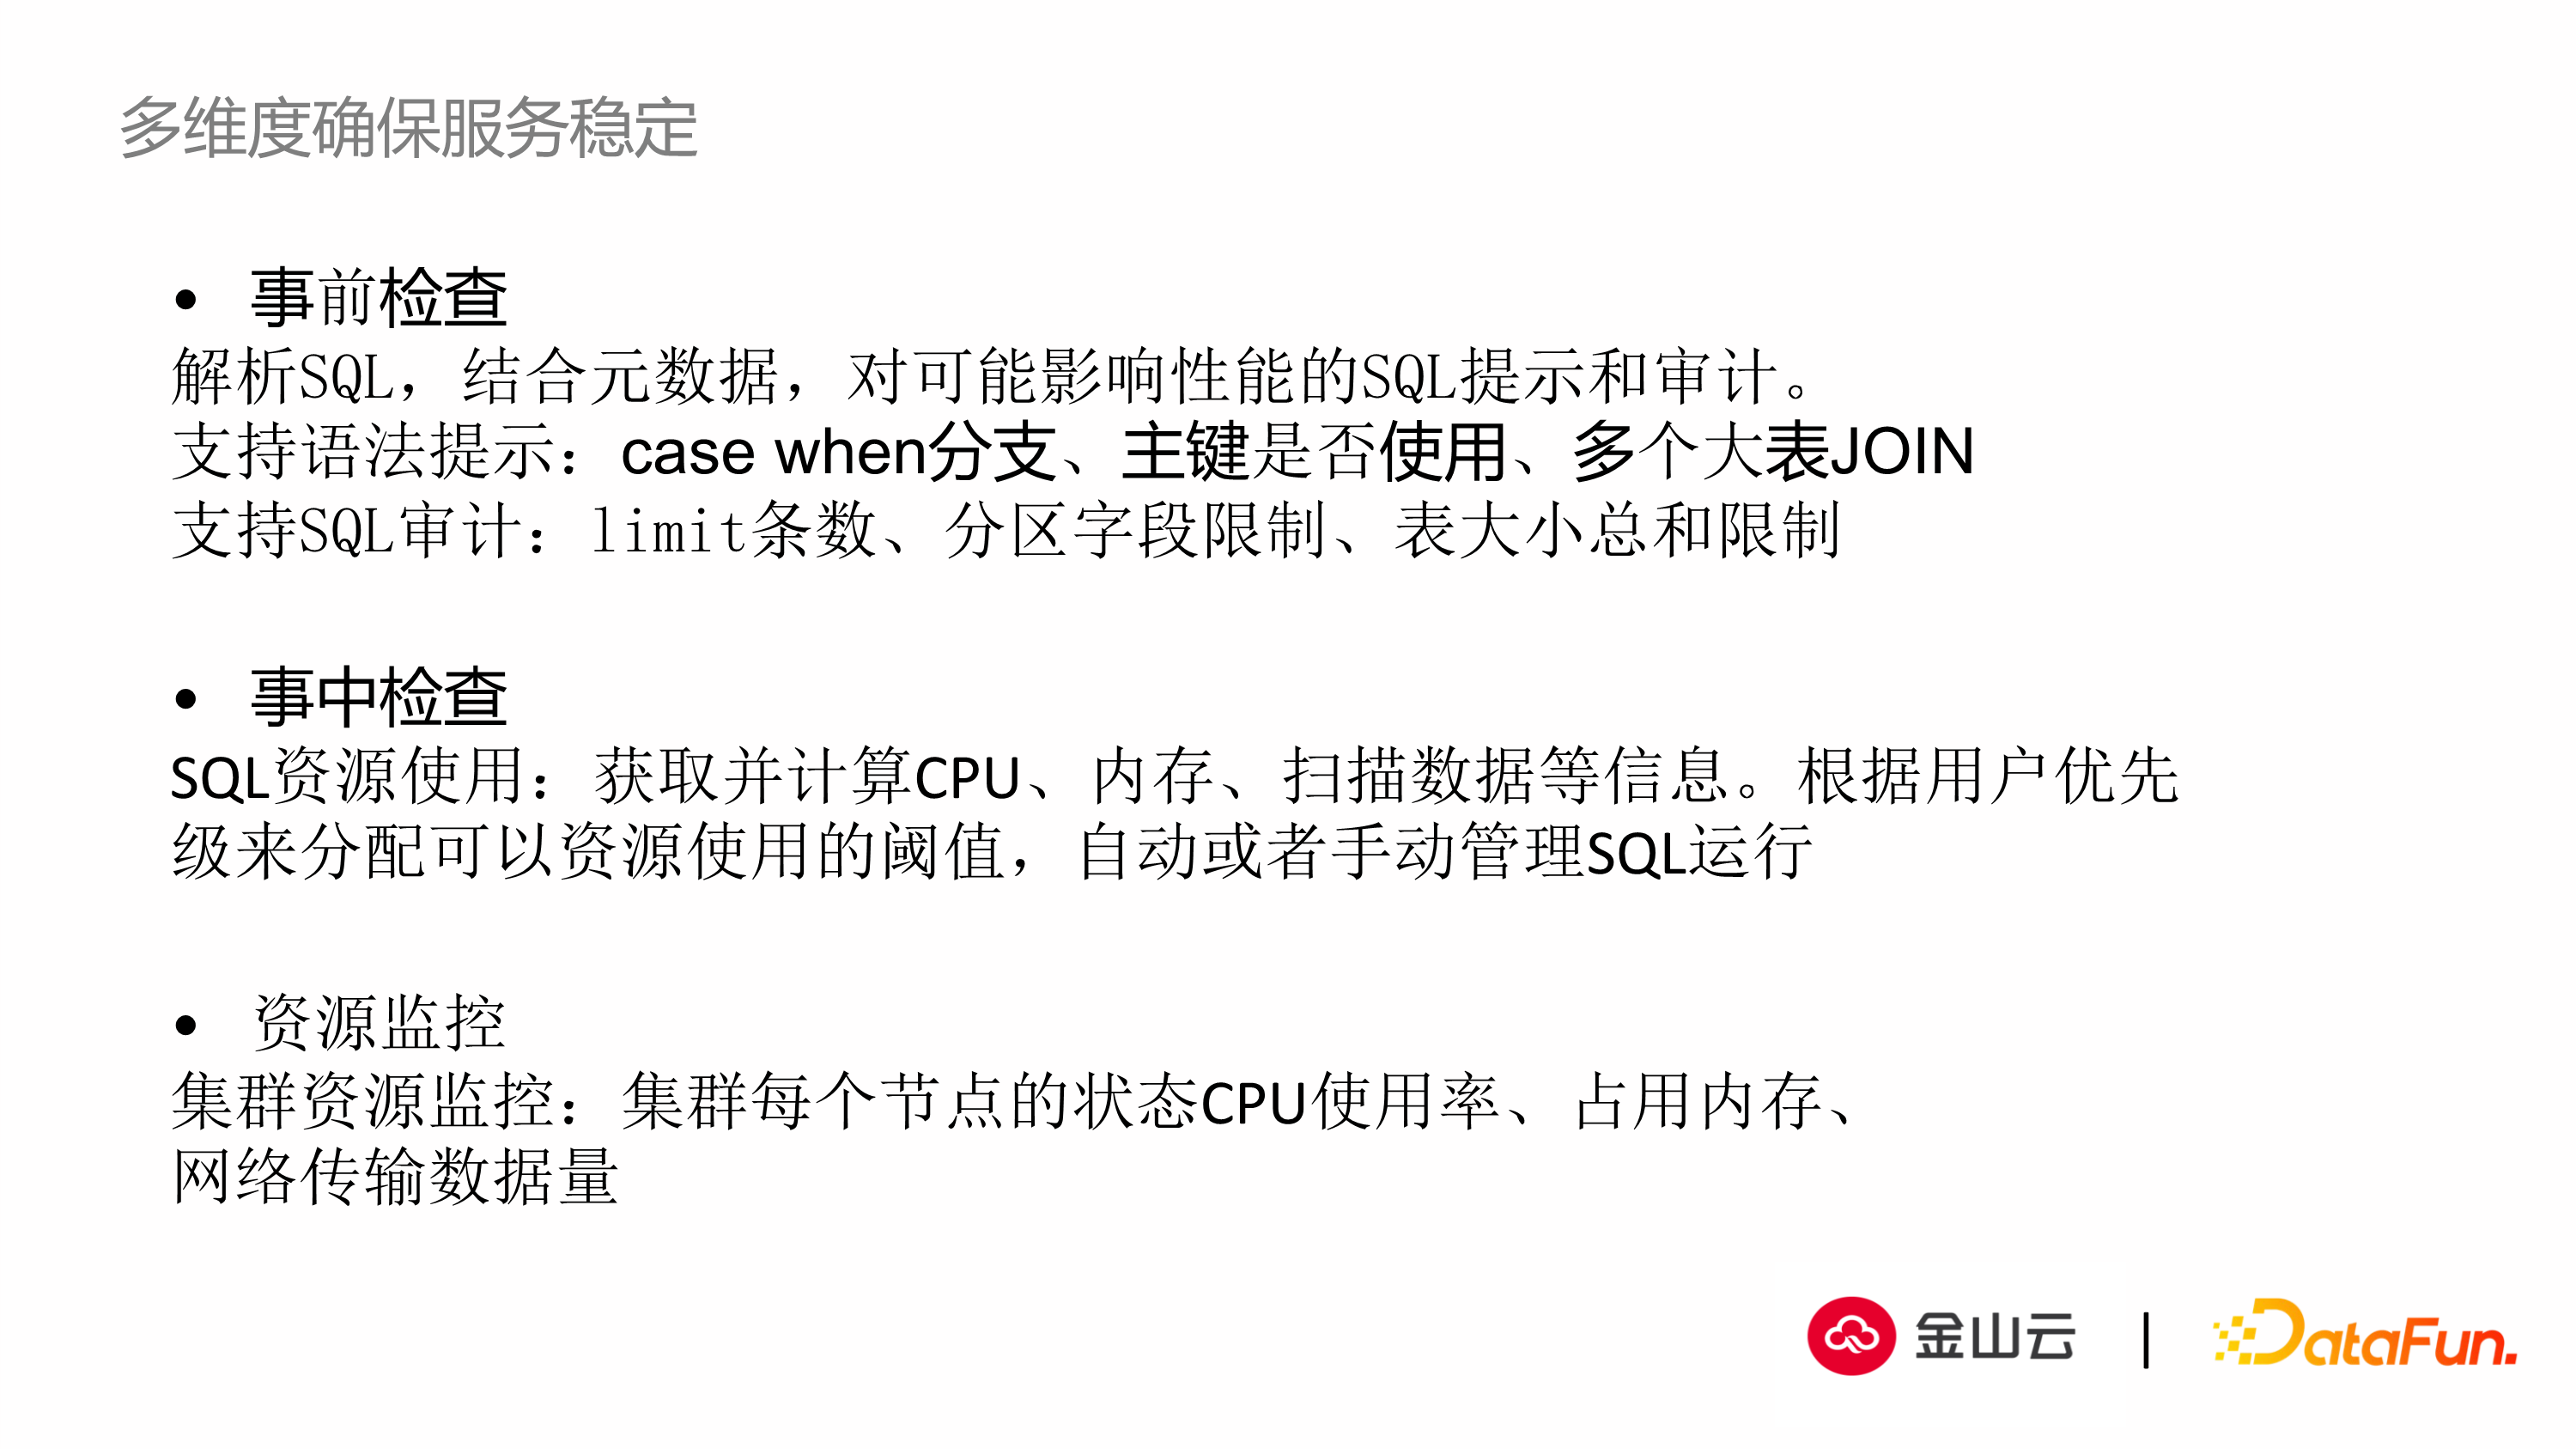 多维度确保服务稳定
• 事前检查
解析SQL，结合元数据，对可能影响性能的SQL提示和审计。
支持语法提示：case when分支、主键是否使用、多个大表JOIN
支持SQL审计：limit条数、分区字段限制、表大小总和限制
• 事中检查
SQL资源使用：获取并计算CPU、内存、扫描数据等信息。根据用户优先
级来分配可以资源使用的阈值，自动或者手动管理SQL运行
• 资源监控
集群资源监控：集群每个节点的状态CPU使用率、占用内存、
网络传输数据量
金山云 | DataFun.